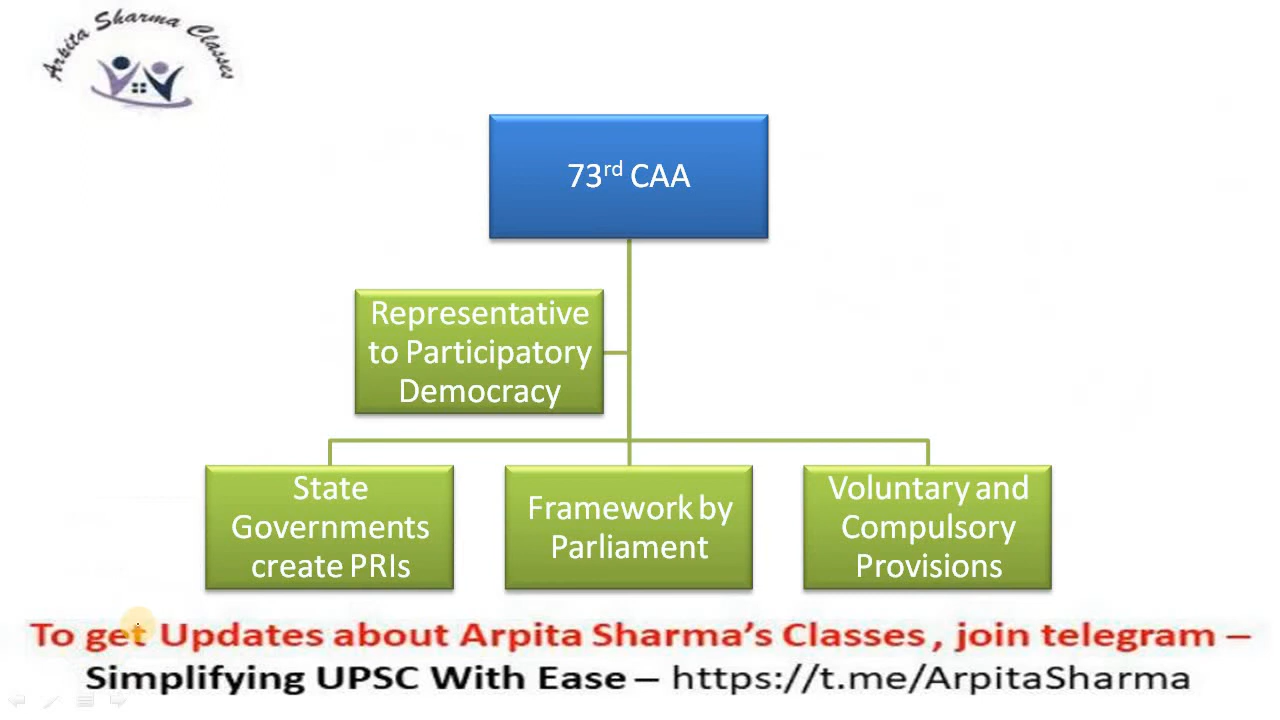 Arpita Sharma Classes
73rd CAA
Representative
to Participatory
Democracy
State
Governments
create PRIs
Framework by
Parliament
Voluntary and
Compulsory
Provisions
To get Updates about Arpita Sharma's Classes , join telegram –
Simplifying UPSC With Ease – https://t.me/ArpitaSharma